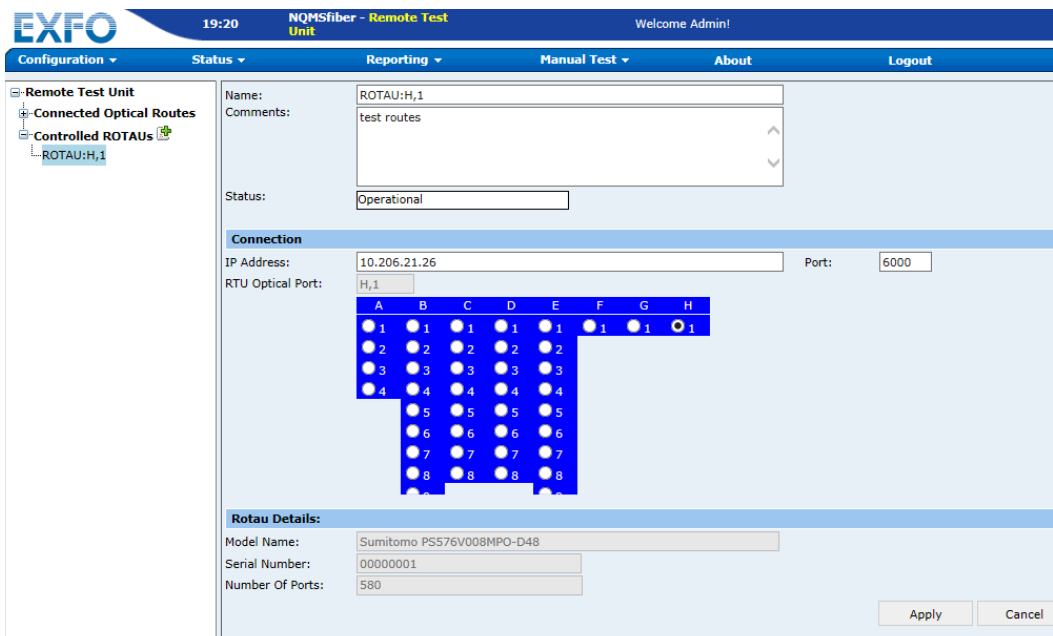 EXFO 19:20 NQMSfiber - Remote Test Unit Welcome Admin!
Configuration Status Reporting Manual Test About Logout
Remote Test Unit
Connected Optical Routes
Controlled ROTAUs
ROTAU:H,1
Name: ROTAU:H,1
Comments: test routes
Status: Operational
Connection
IP Address: 10.206.21.26 Port: 6000
RTU Optical Port: H,1
A B C D E F G H
1 1 1 1 1 1 1 1
2 2 2 2 2
3 3 3 3 3
4 4 4 4 4
5 5 5 5
6 6 6 6
7 7 7 7
8 8 8 8
Rotau Details:
Model Name: Sumitomo PS576V008MPO-D48
Serial Number: 00000001
Number Of Ports: 580
Apply Cancel